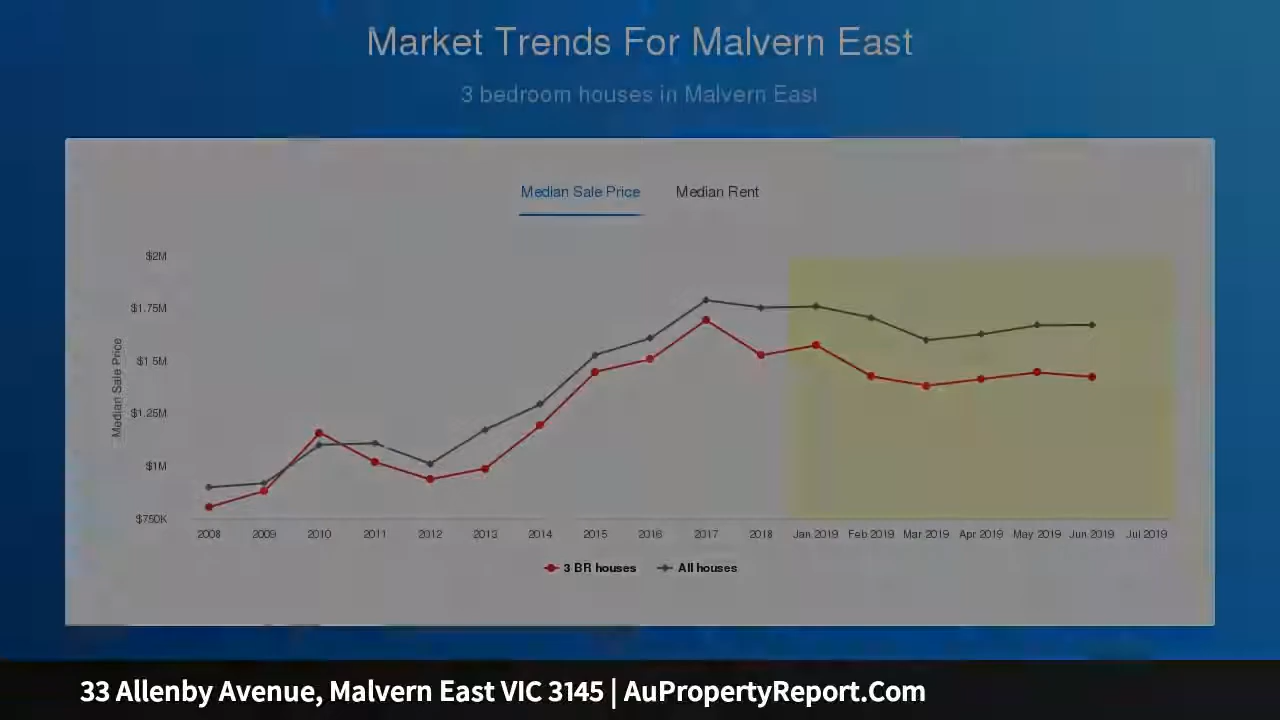 Market Trends For Malvern East
3 bedroom houses in Malvern East
Median Sale Price Median Rent
Median Sale Price
$2M
$1.75M
$1.5M
$1.25M
$1M
$750K
2008 2009 2010 2011 2012 2013 2014 2015 2016 2017 2018 Jan 2019 Feb 2019 Mar 2019 Apr 2019 May 2019 Jun 2019 Jul 2019
3 BR houses All houses
33 Allenby Avenue, Malvern East VIC 3145 | AuPropertyReport.Com